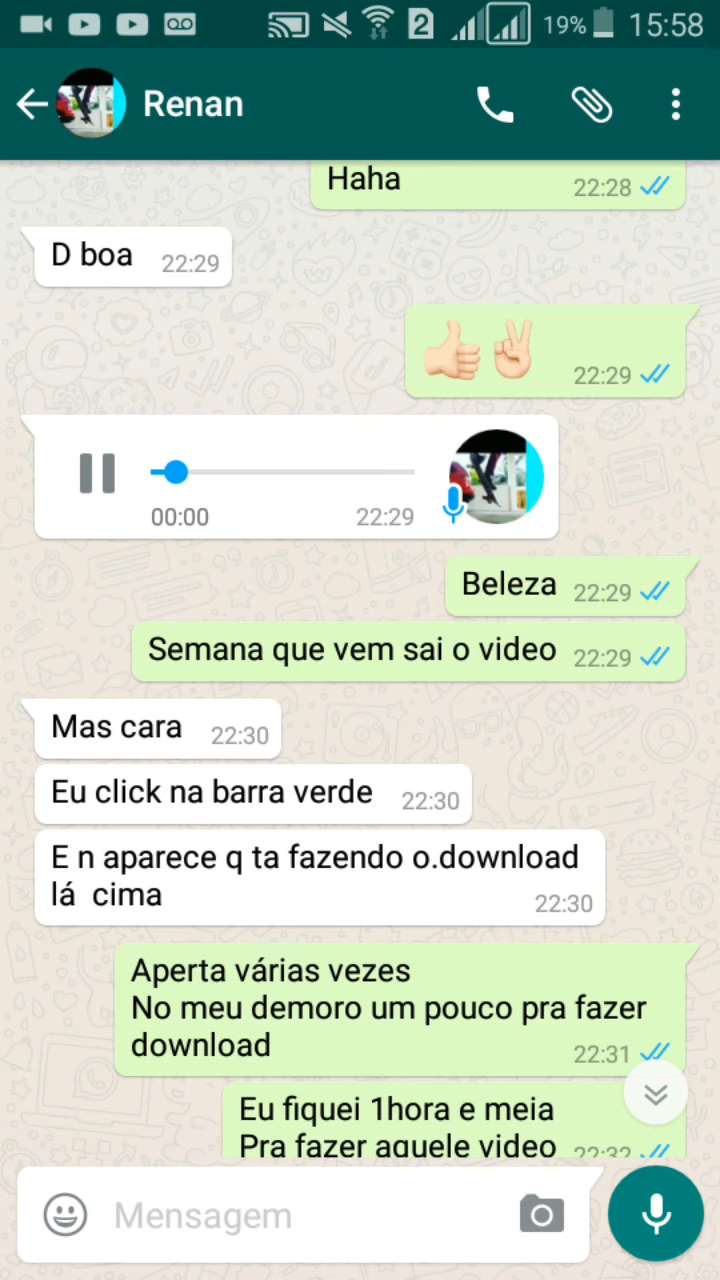 2 19% 15:58
Renan
Haha 22:28
D boa 22:29
22:29
00:00 22:29
Beleza 22:29
Semana que vem sai o video 22:29
Mas cara 22:30
Eu click na barra verde 22:30
E n aparece q ta fazendo o.download
lá cima 22:30
Aperta várias vezes
No meu demoro um pouco pra fazer
download 22:31
Eu fiquei 1hora e meia
Pra fazer aquele video 22:32
Mensagem